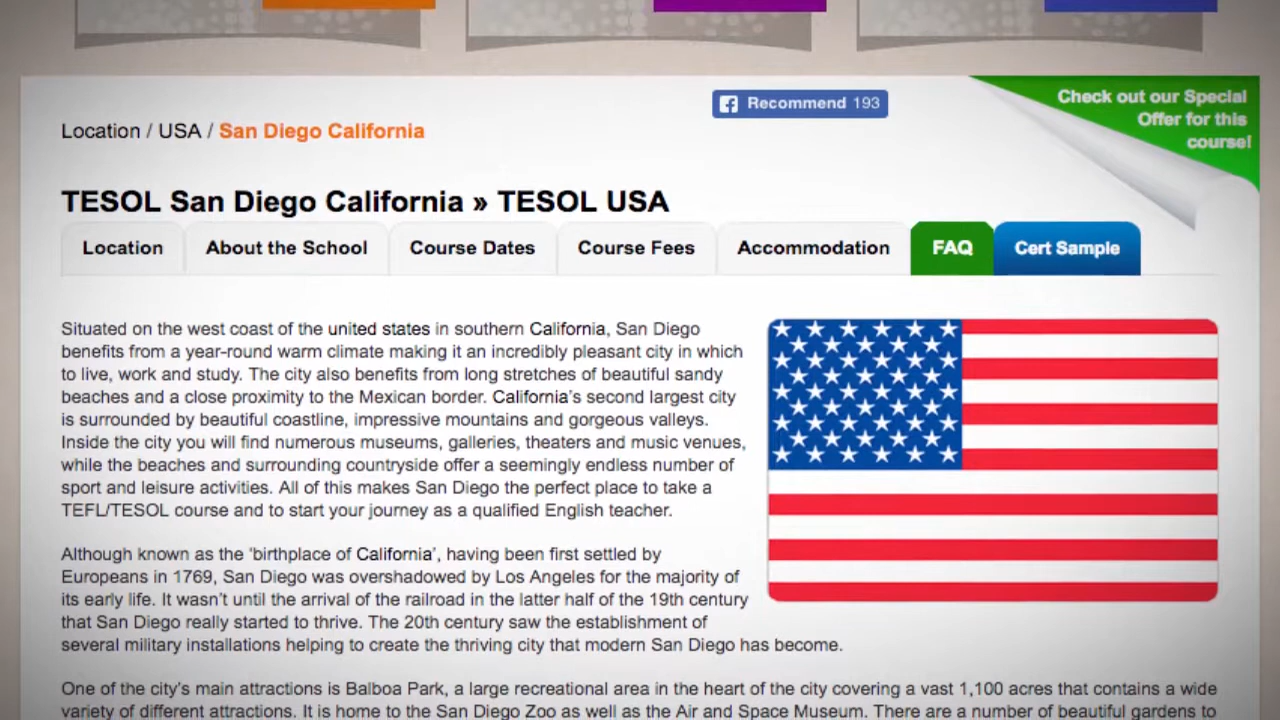 Check out our Special
Offer for this
course!
Recommend 193
Location / USA / San Diego California
TESOL San Diego California » TESOL USA
Location
About the School
Course Dates
Course Fees
Accommodation
FAQ
Cert Sample
Situated on the west coast of the united states in southern California, San Diego
benefits from a year-round warm climate making it an incredibly pleasant city in which
to live, work and study. The city also benefits from long stretches of beautiful sandy
beaches and a close proximity to the Mexican border. California's second largest city
is surrounded by beautiful coastline, impressive mountains and gorgeous valleys.
Inside the city you will find numerous museums, galleries, theaters and music venues,
while the beaches and surrounding countryside offer a seemingly endless number of
sport and leisure activities. All of this makes San Diego the perfect place to take a
TEFL/TESOL course and to start your journey as a qualified English teacher.
Although known as the ‘birthplace of California’, having been first settled by
Europeans in 1769, San Diego was overshadowed by Los Angeles for the majority of
its early life. It wasn’t until the arrival of the railroad in the latter half of the 19th century
that San Diego really started to thrive. The 20th century saw the establishment of
several military installations helping to create the thriving city that modern San Diego has become.
One of the city’s main attractions is Balboa Park, a large recreational area in the heart of the city covering a vast 1,100 acres that contains a wide
variety of different attractions. It is home to the San Diego Zoo as well as the Air and Space Museum. There are a number of beautiful gardens to